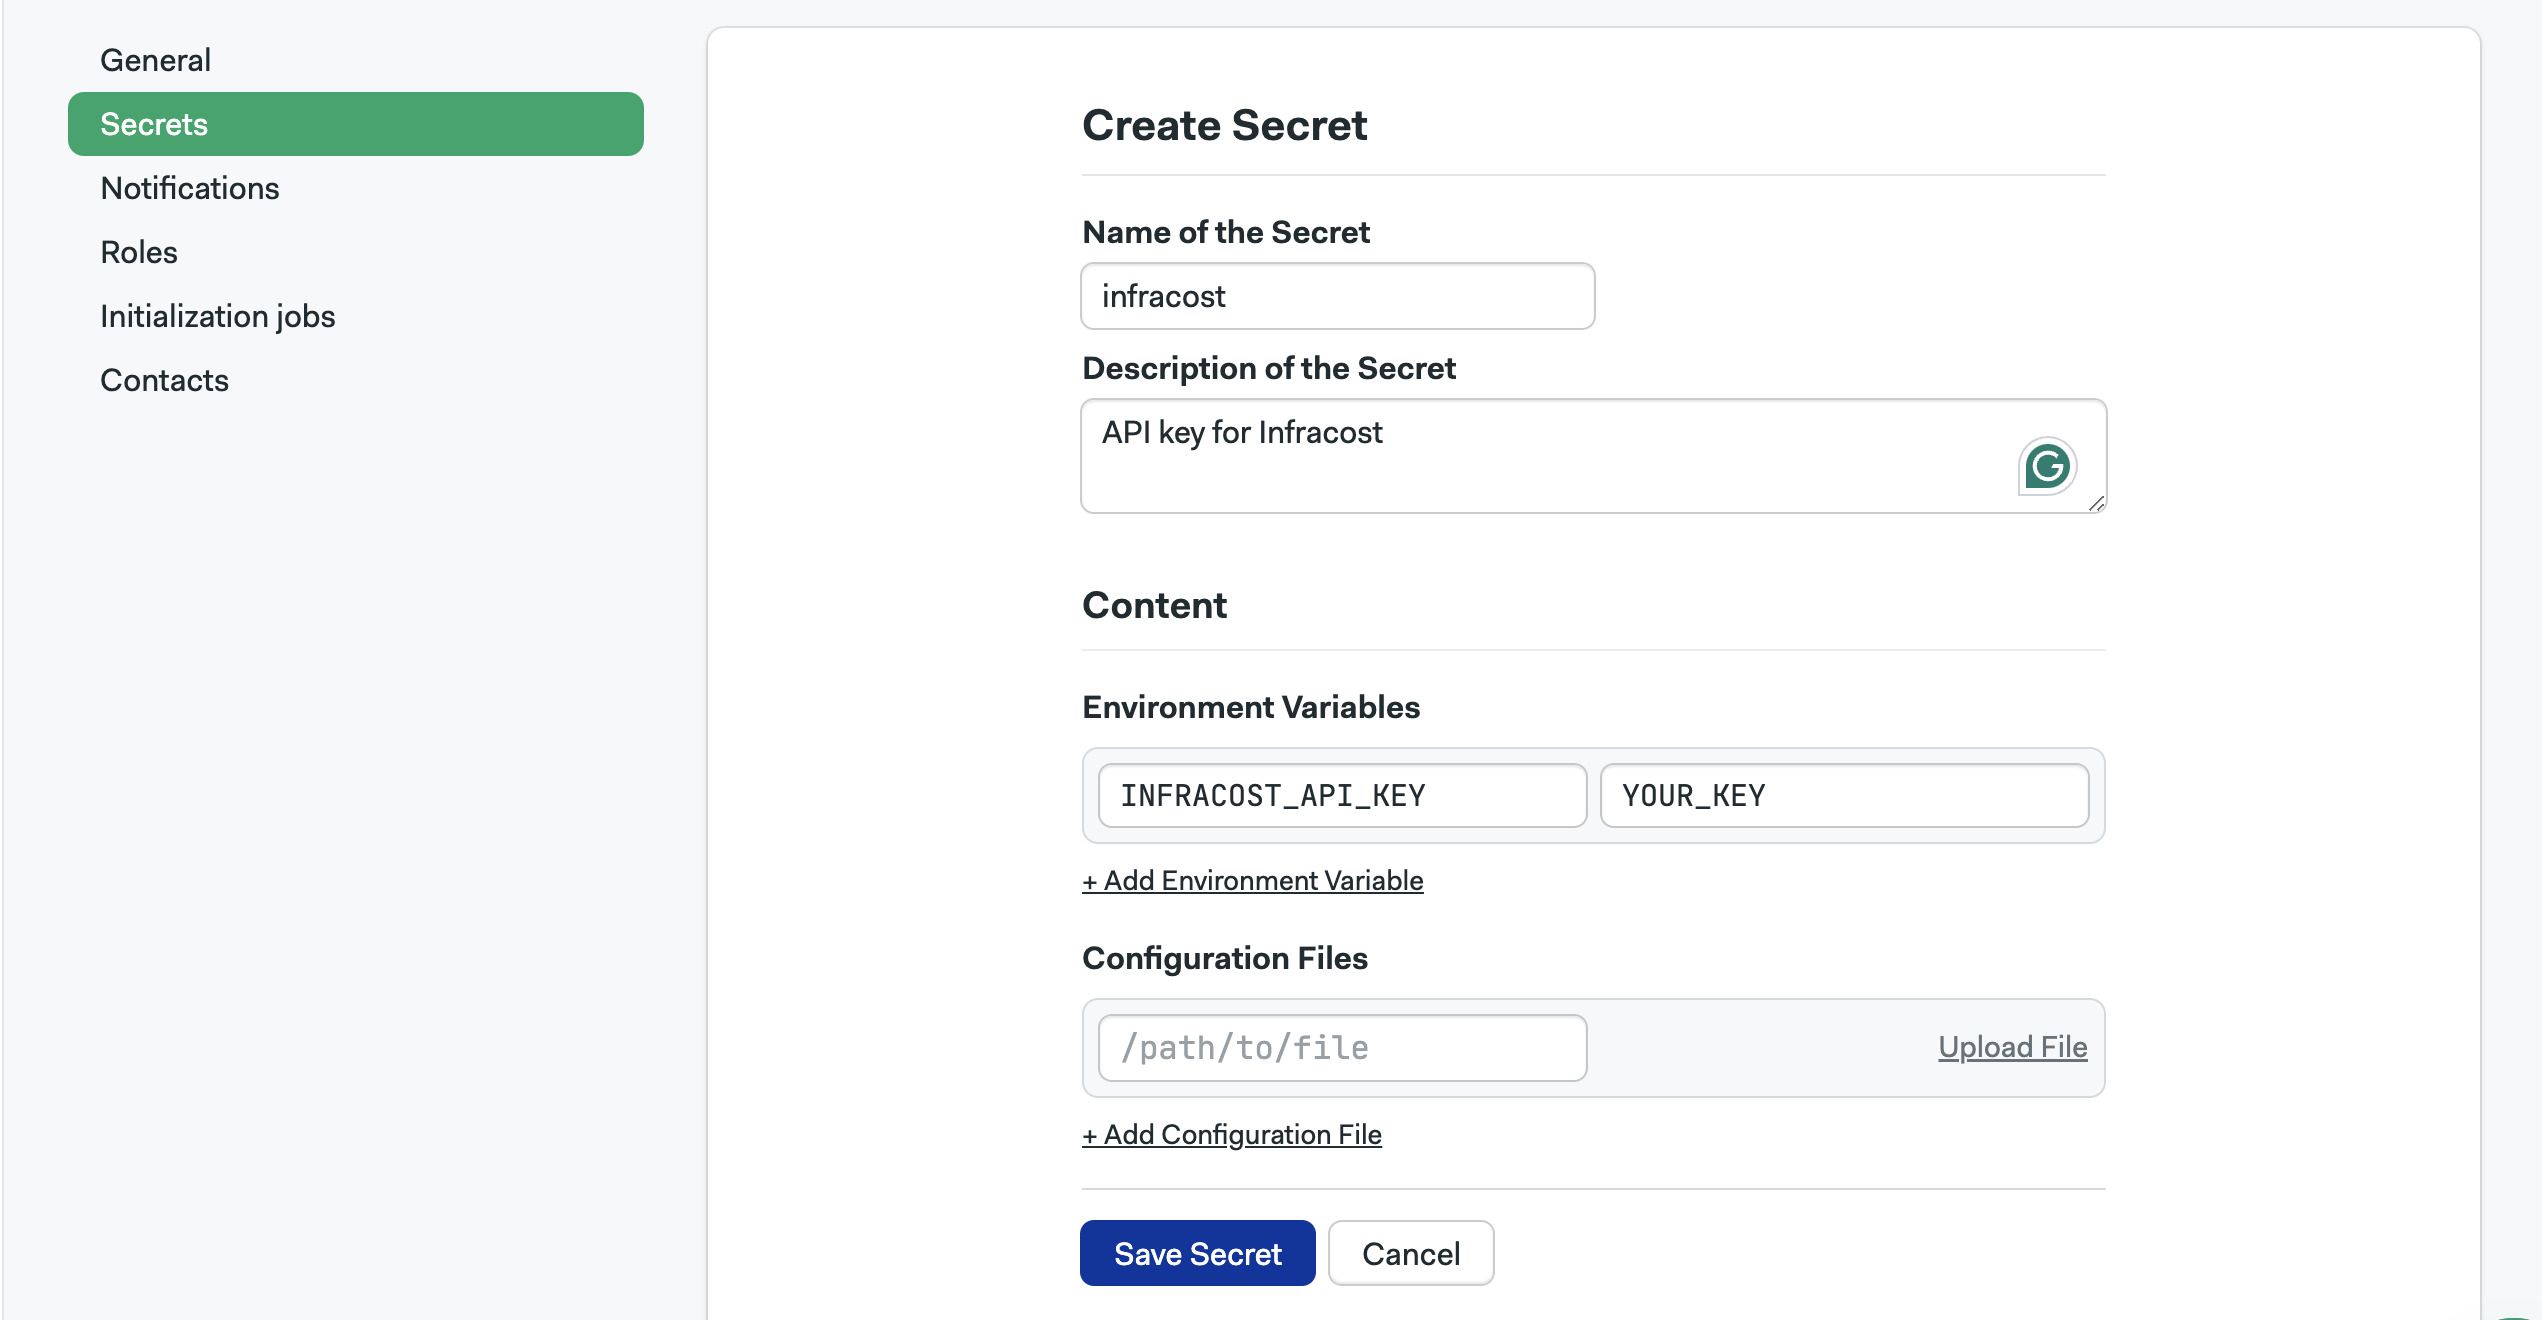 General
Secrets
Notifications
Roles
Initialization jobs
Contacts
Create Secret
Name of the Secret
infracost
Description of the Secret
API key for Infracost
Content
Environment Variables
INFRACOST_API_KEY YOUR_KEY
+ Add Environment Variable
Configuration Files
/path/to/file Upload File
+ Add Configuration File
Save Secret Cancel